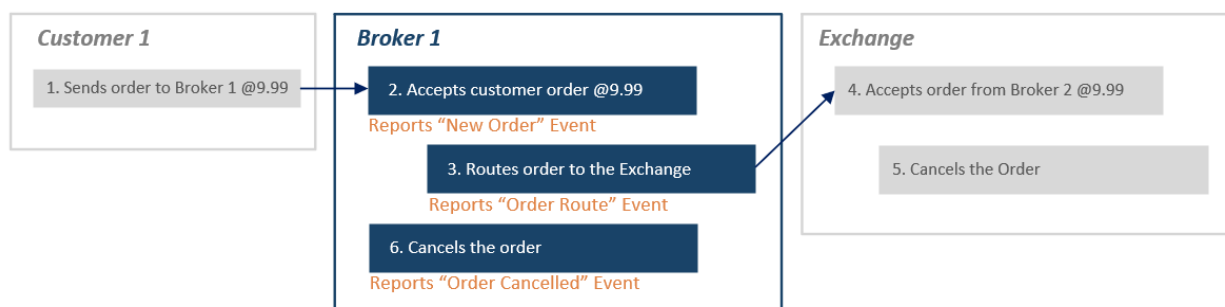 Customer 1
1. Sends order to Broker 1 @9.99
Broker 1
2. Accepts customer order @9.99
Reports “New Order” Event
3. Routes order to the Exchange
Reports “Order Route” Event
6. Cancels the order
Reports “Order Cancelled” Event
Exchange
4. Accepts order from Broker 2 @9.99
5. Cancels the Order